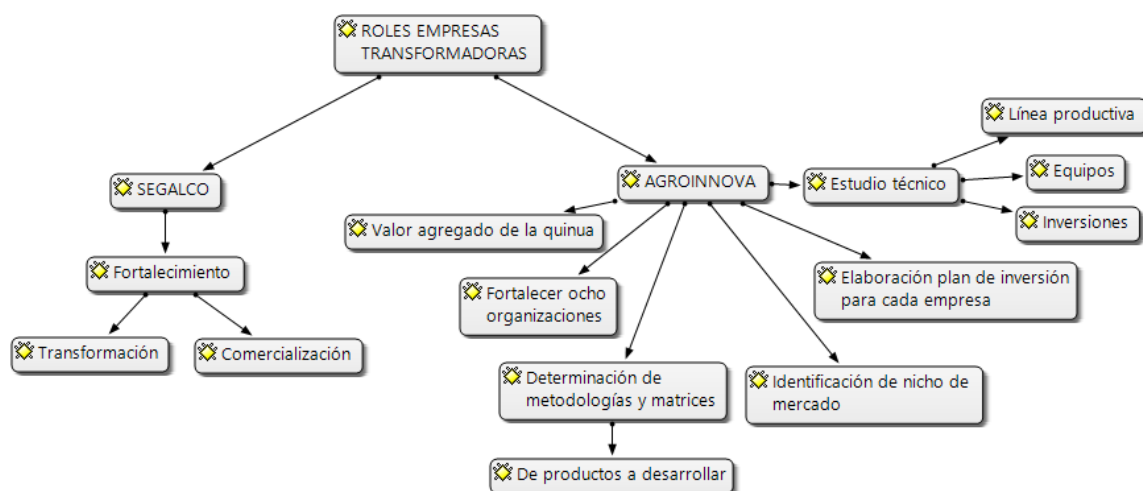 ROLES EMPRESAS
TRANSFORMADORAS
Línea productiva
Equipos
Inversiones
AGROINNOVA
Estudio técnico
SEGALCO
Valor agregado de la quinua
Fortalecimiento
Fortalecer ocho
organizaciones
Elaboración plan de inversión
para cada empresa
Transformación
Comercialización
Determinación de
metodologías y matrices
Identificación de nicho de
mercado
De productos a desarrollar